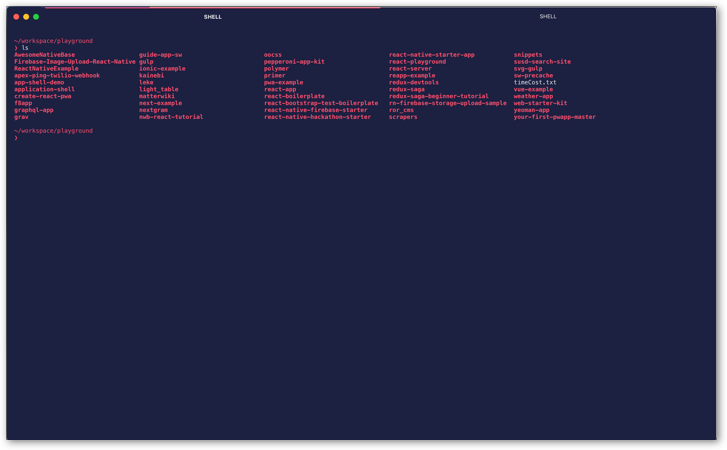 SHELL SHELL
~/workspace/playground
❯ ls
AwesomeNativeBase guide-app-sw oocss react-native-starter-app snippets
Firebase-Image-Upload-React-Native gulp pepperoni-app-kit react-playground susd-search-site
ReactNativeExample ionic-example polymer react-server svg-gulp
apex-ping-twilio-webhook kainebi primer reapp-example sw-precache
app-shell-demo leke pwa-example redux-devtools timeCost.txt
application-shell light_table react-app redux-saga vue-example
create-react-pwa matterwiki react-boilerplate redux-saga-beginner-tutorial weather-app
f8app next-example react-bootstrap-test-boilerplate rn-firebase-storage-upload-sample web-starter-kit
graphql-app nextgram react-native-firebase-starter ror_cms yeoman-app
grav nwb-react-tutorial react-native-hackathon-starter scrapers your-first-pwapp-master
~/workspace/playground
❯